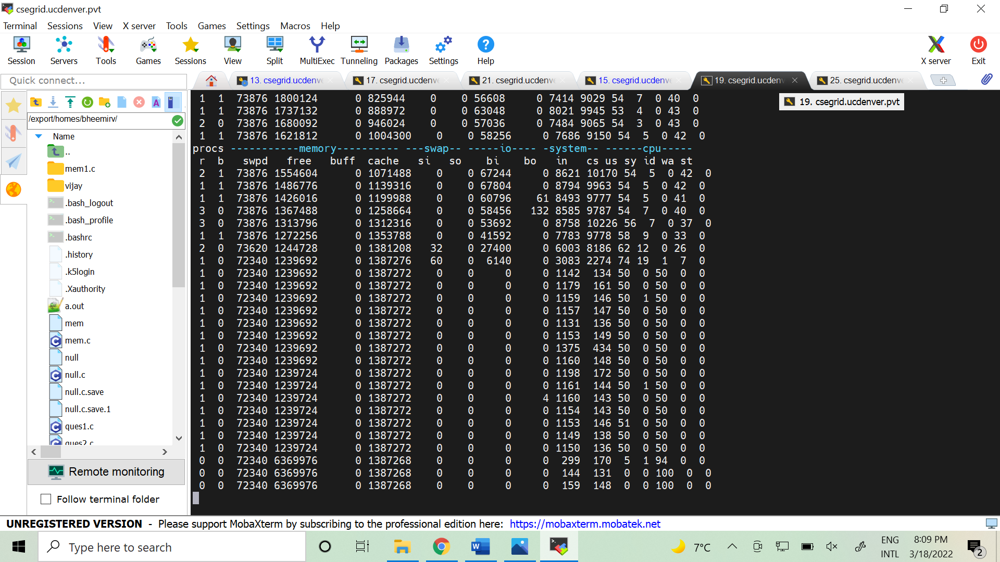 csegrid.ucdenver.pvt
Terminal Sessions View X server Tools Games Settings Macros Help
Session Servers Tools Games Sessions View Split MultiExec Tunneling Packages Settings Help X server Exit
Quick connect...
13. csegrid.ucdenve 17. csegrid.ucdenve 21. csegrid.ucdenve 15. csegrid.ucdenve 19. csegrid.ucden 25. csegrid.ucdenve
19. csegrid.ucdenver.pvt
/export/homes/bheemirv/
Name
..
mem1.c
vijay
.bash_logout
.bash_profile
.bashrc
.history
.k5login
.Xauthority
a.out
mem
mem.c
null
null.c
null.c.save
null.c.save.1
ques1.c
ques2.c
Remote monitoring
Follow terminal folder
1 1 73876 1800124 0 825944 0 0 56608 0 7414 9029 54 7 0 40 0
1 1 73876 1737132 0 888972 0 0 63048 0 8021 9945 53 4 0 43 0
2 0 73876 1680092 0 946024 0 0 57036 0 7484 9065 54 3 0 43 0
1 1 73876 1621812 0 1004300 0 0 58256 0 7686 9150 54 5 0 42 0
procs -----------memory---------- ---swap-- -----io---- -system-- ------cpu-----
r b swpd free buff cache si so bi bo in cs us sy id wa st
2 1 73876 1554604 0 1071488 0 0 67244 0 8621 10170 54 5 0 42 0
1 1 73876 1486776 0 1139316 0 0 67804 0 8794 9963 54 5 0 42 0
1 1 73876 1426016 0 1199988 0 0 60796 61 8493 9777 54 5 0 41 0
3 0 73876 1367488 0 1258664 0 0 58456 132 8585 9787 54 7 0 40 0
3 0 73876 1313796 0 1312316 0 0 53692 0 8758 10226 56 7 0 37 0
1 1 73876 1272256 0 1353788 0 0 41592 0 7783 9778 58 9 0 33 0
2 0 73620 1244728 0 1381208 32 0 27400 0 6003 8186 62 12 0 26 0
1 0 72340 1239692 0 1387276 60 0 6140 0 3083 2274 74 19 1 7 0
1 0 72340 1239692 0 1387272 0 0 0 0 1142 134 50 0 50 0 0
1 0 72340 1239692 0 1387272 0 0 0 0 1179 161 50 0 50 0 0
1 0 72340 1239692 0 1387272 0 0 0 0 1159 146 50 1 50 0 0
1 0 72340 1239692 0 1387272 0 0 0 0 1157 147 50 0 50 0 0
1 0 72340 1239692 0 1387272 0 0 0 0 1131 136 50 0 50 0 0
1 0 72340 1239692 0 1387272 0 0 0 0 1153 149 50 0 50 0 0
1 0 72340 1239692 0 1387272 0 0 0 0 1375 434 50 0 50 0 0
1 0 72340 1239692 0 1387272 0 0 0 0 1160 148 50 0 50 0 0
1 0 72340 1239724 0 1387272 0 0 0 0 1198 172 50 0 50 0 0
1 0 72340 1239724 0 1387272 0 0 0 0 1161 144 50 1 50 0 0
1 0 72340 1239724 0 1387272 0 0 0 4 1160 143 50 0 50 0 0
1 0 72340 1239724 0 1387272 0 0 0 0 1154 143 50 0 50 0 0
1 0 72340 1239724 0 1387272 0 0 0 0 1153 146 51 0 50 0 0
1 0 72340 1239724 0 1387272 0 0 0 0 1149 138 50 0 50 0 0
1 0 72340 1239724 0 1387272 0 0 0 0 1150 136 50 0 50 0 0
0 0 72340 6369976 0 1387268 0 0 0 0 299 170 5 1 94 0 0
0 0 72340 6369976 0 1387268 0 0 0 0 144 131 0 0 100 0 0
0 0 72340 6369976 0 1387268 0 0 0 0 159 148 0 0 100 0 0
UNREGISTERED VERSION - Please support MobaXterm by subscribing to the professional edition here: https://mobaxterm.mobatek.net
Type here to search
7°C
ENG
INTL
8:09 PM
3/18/2022
2